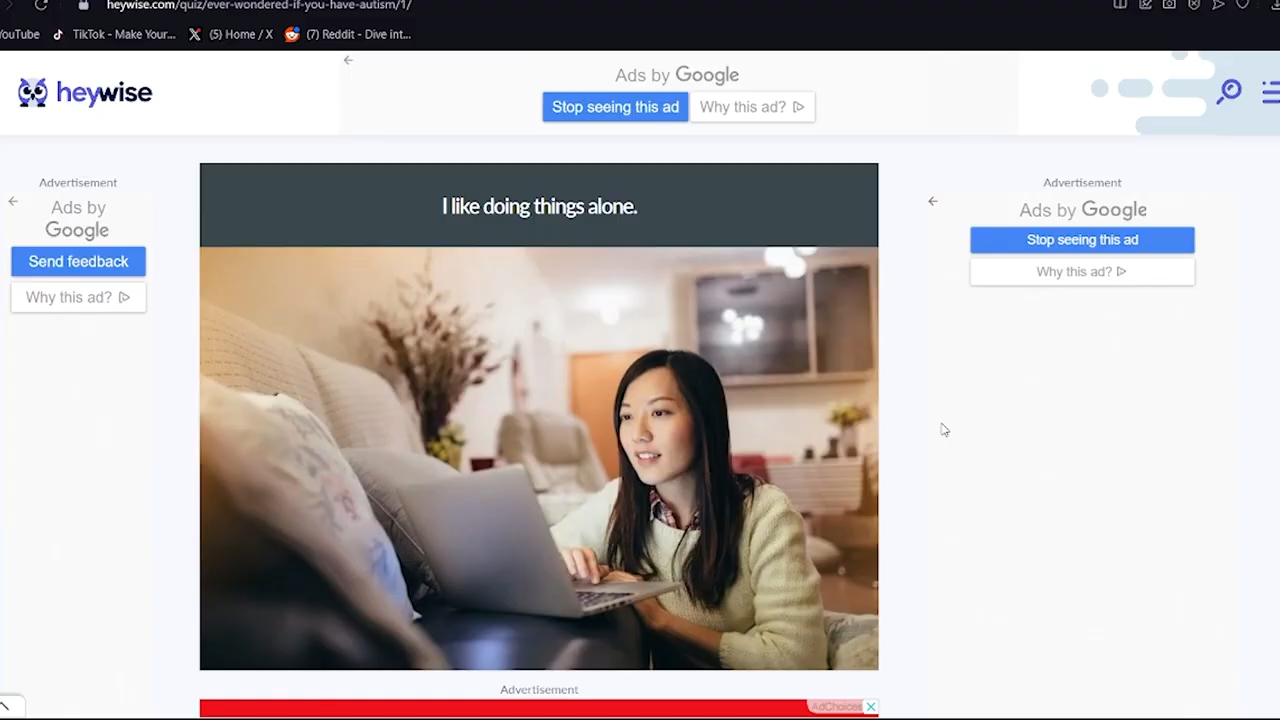 heywise.com/quiz/ever-wondered-if-you-have-autism/1/
YouTube
TikTok - Make Your...
(5) Home / X
(7) Reddit - Dive int...
heywise
Ads by Google
Stop seeing this ad
Why this ad?
Advertisement
Ads by
Google
Send feedback
Why this ad?
I like doing things alone.
Advertisement
Ads by Google
Stop seeing this ad
Why this ad?
Advertisement
AdChoices